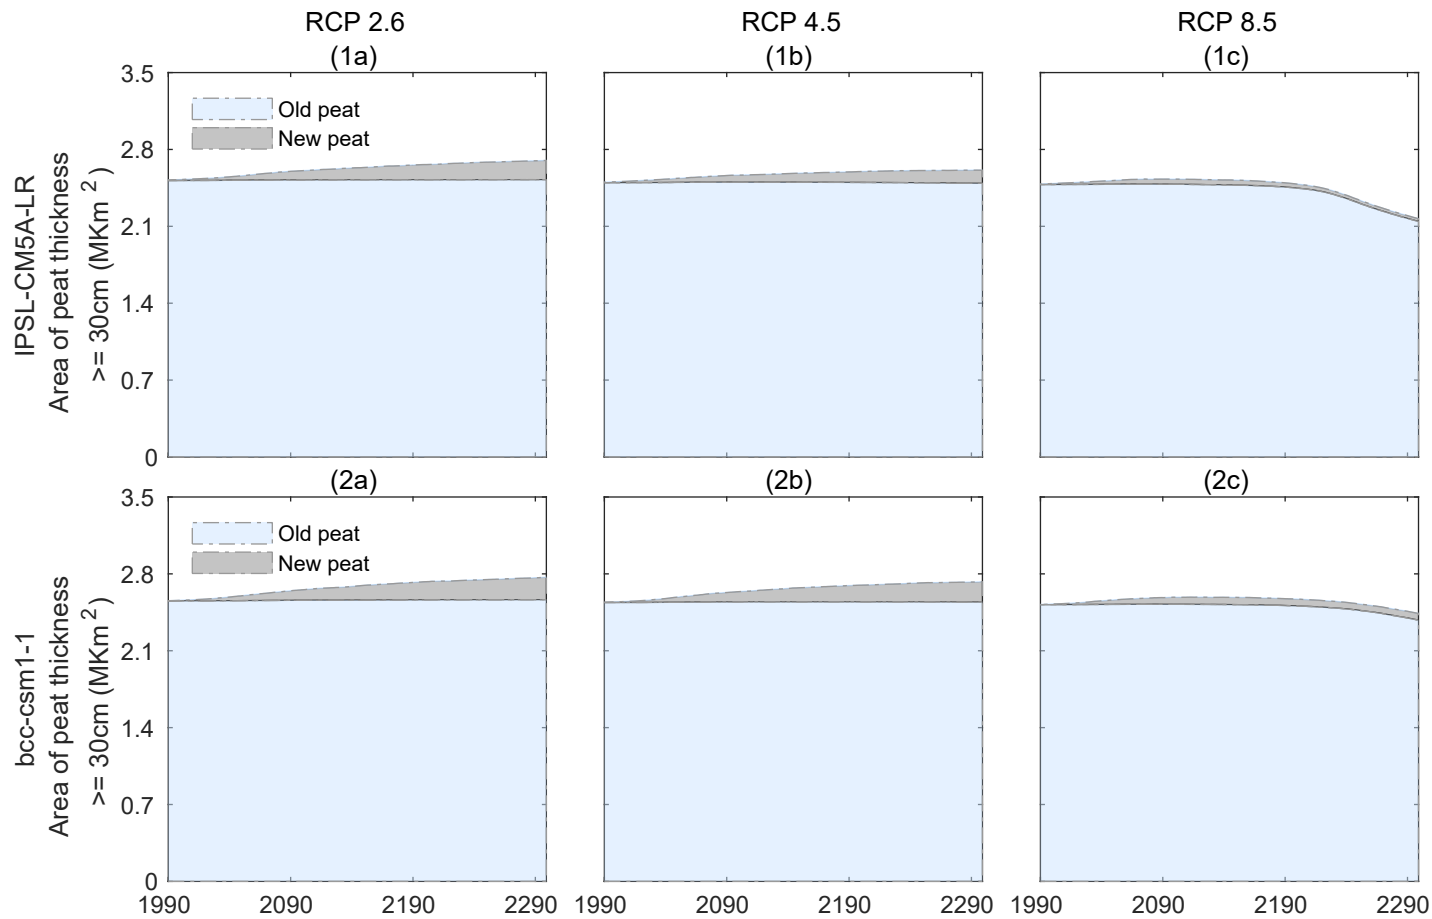 RCP 2.6
RCP 4.5
RCP 8.5
(1a)
(1b)
(1c)
IPSL-CM5A-LR
Area of peat thickness
>= 30cm (MKm 2 )
3.5
2.8
2.1
1.4
0.7
0
Old peat
New peat
(2a)
(2b)
(2c)
bcc-csm1-1
Area of peat thickness
>= 30cm (MKm 2 )
3.5
2.8
2.1
1.4
0.7
0
Old peat
New peat
1990 2090 2190 2290
1990 2090 2190 2290
1990 2090 2190 2290